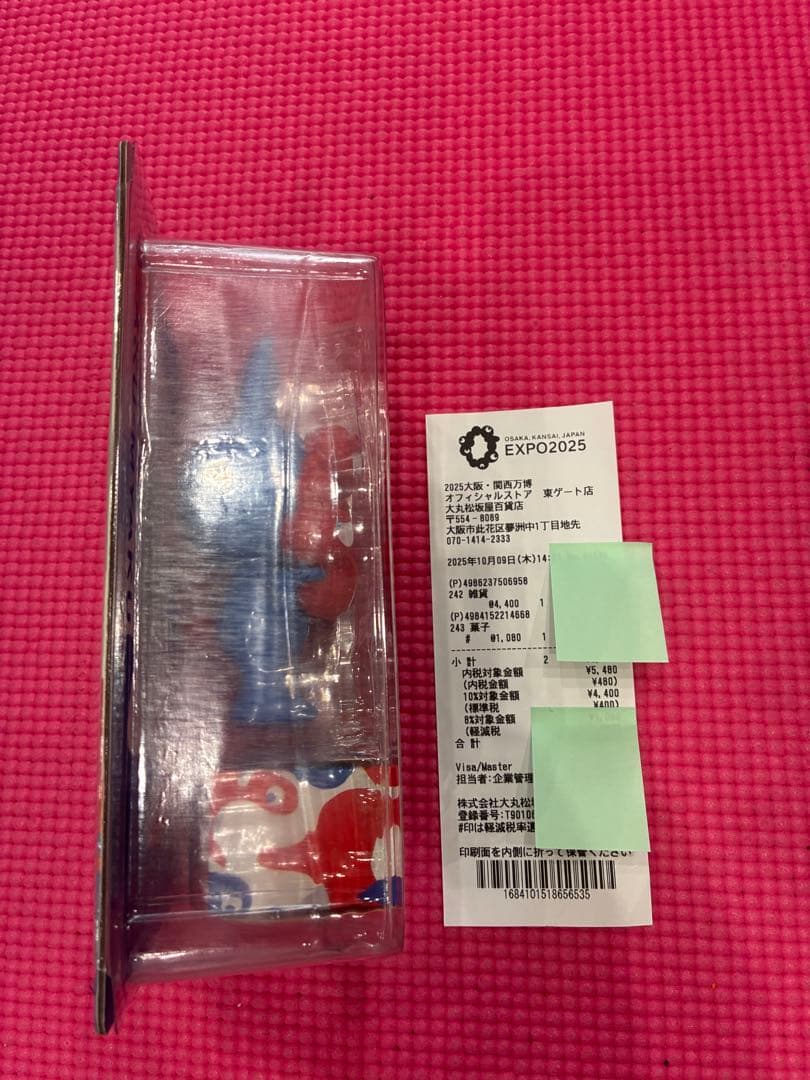 OSAKA, KANSAI, JAPAN
EXPO2025
2025大阪・関西万博
オフィシャルストア 東ゲート店
大丸松坂屋百貨店
〒554-8089
大阪市此花区夢洲中1丁目地先
070-1414-2333
2025年10月09日(木)14:
(P)4986237506958
242 雑貨
@4,400 1
(P)4984152214668
243 菓子
# @1,080 1
小 計 2 ¥5,480
内税対象金額
(内税金額 ¥480)
10%対象金額 ¥4,400
(標準税 ¥400)
8%対象金額
(軽減税
合 計
Visa/Master
担当者:企業管理
株式会社大丸松
登録番号:T9010
#印は軽減税率
印刷面を内側に折って保管ください
1684101518656535